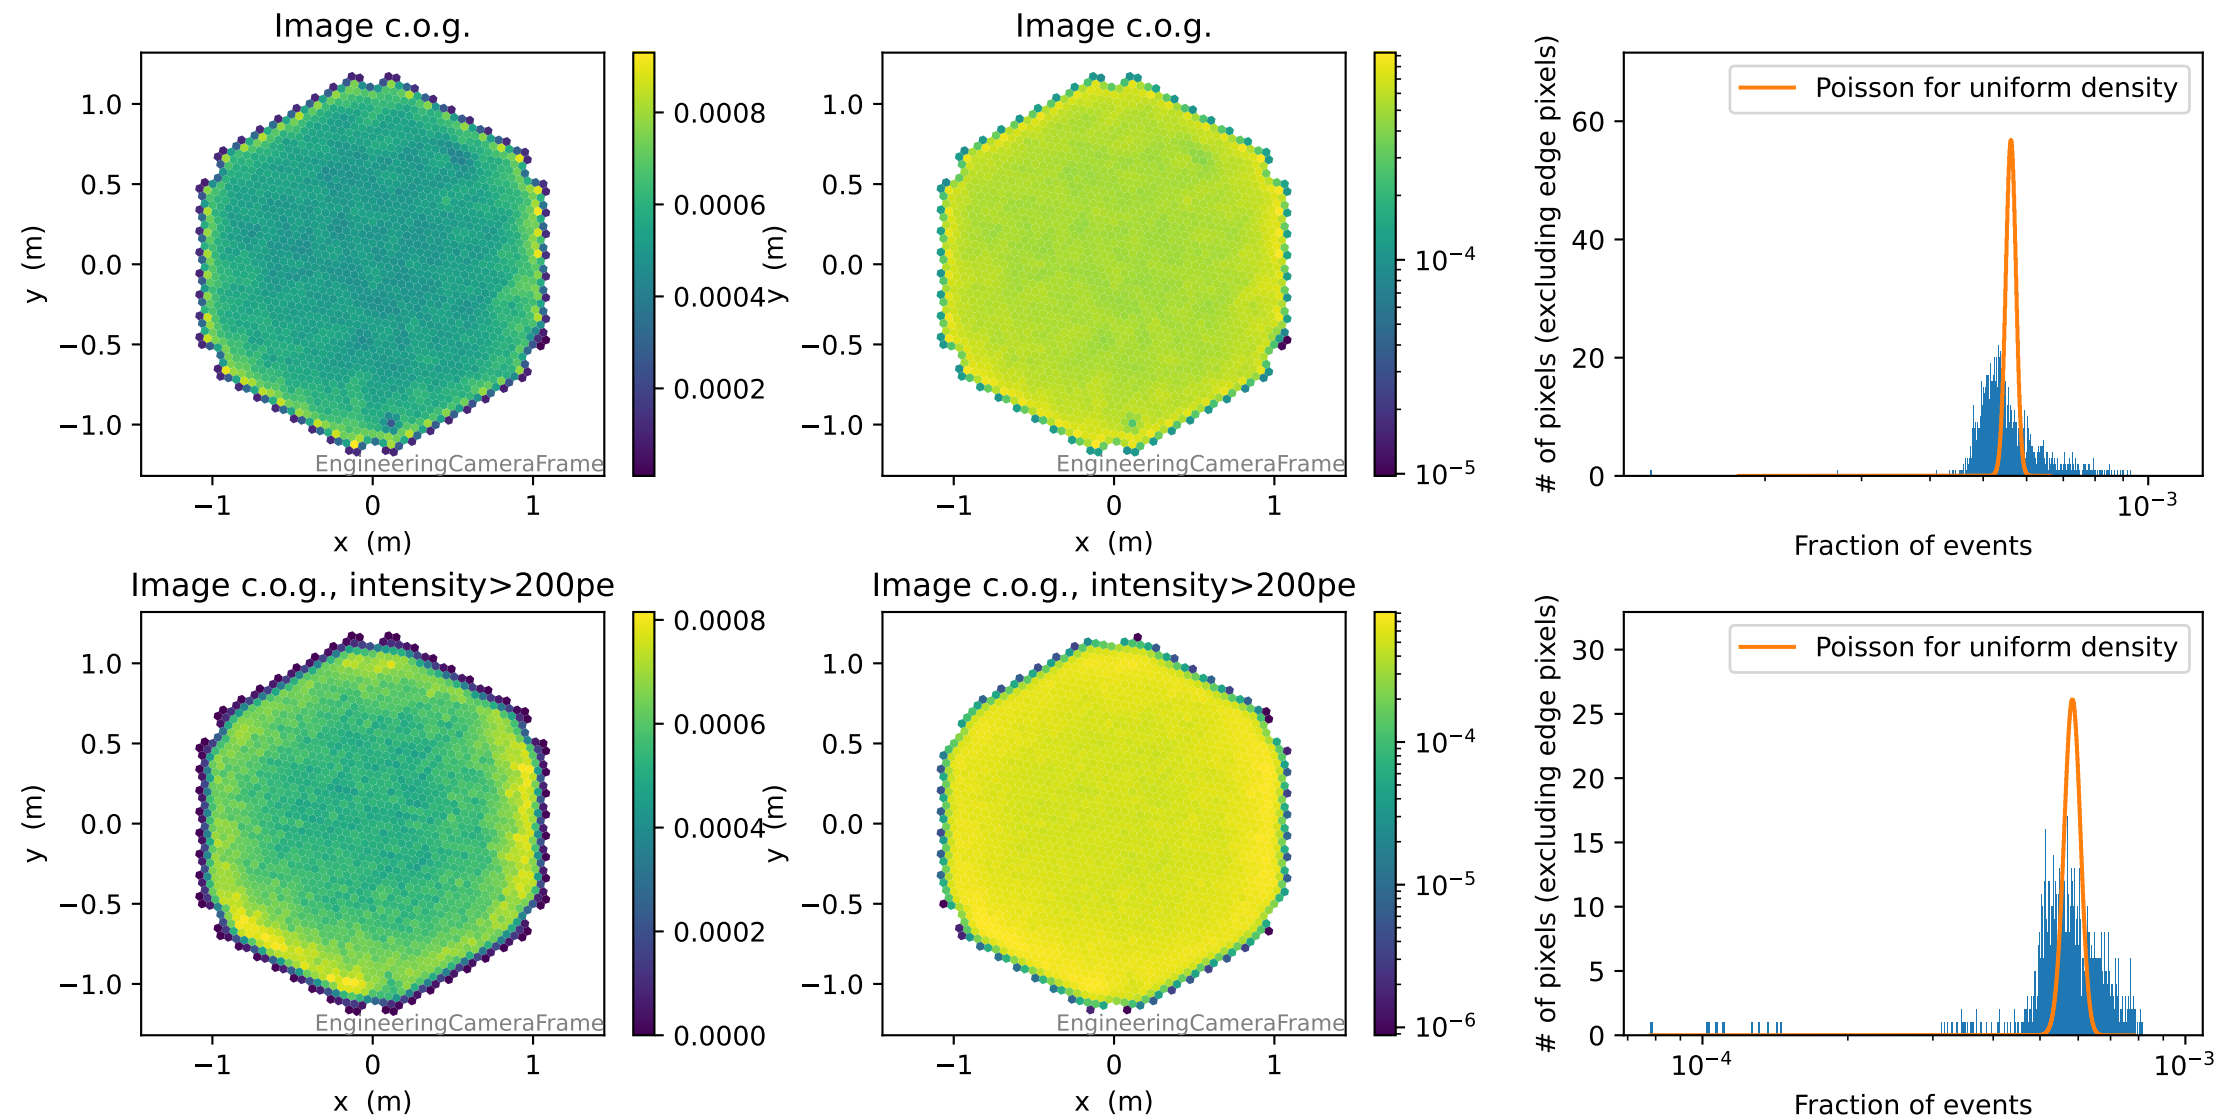 Image c.o.g.
1.0
0.5
0.0
−0.5
−1.0
y (m)
−1
0
1
x (m)
EngineeringCameraFrame
0.0008
0.0006
0.0004
0.0002
Image c.o.g.
1.0
0.5
0.0
−0.5
−1.0
y (m)
−1
0
1
x (m)
EngineeringCameraFrame
10⁻⁴
10⁻⁵
Poisson for uniform density
# of pixels (excluding edge pixels)
60
40
20
0
10⁻³
Fraction of events
Image c.o.g., intensity>200pe
1.0
0.5
0.0
−0.5
−1.0
y (m)
−1
0
1
x (m)
EngineeringCameraFrame
0.0008
0.0006
0.0004
0.0002
0.0000
Image c.o.g., intensity>200pe
1.0
0.5
0.0
−0.5
−1.0
y (m)
−1
0
1
x (m)
EngineeringCameraFrame
10⁻⁴
10⁻⁵
10⁻⁶
Poisson for uniform density
# of pixels (excluding edge pixels)
30
25
20
15
10
5
0
10⁻⁴
10⁻³
Fraction of events